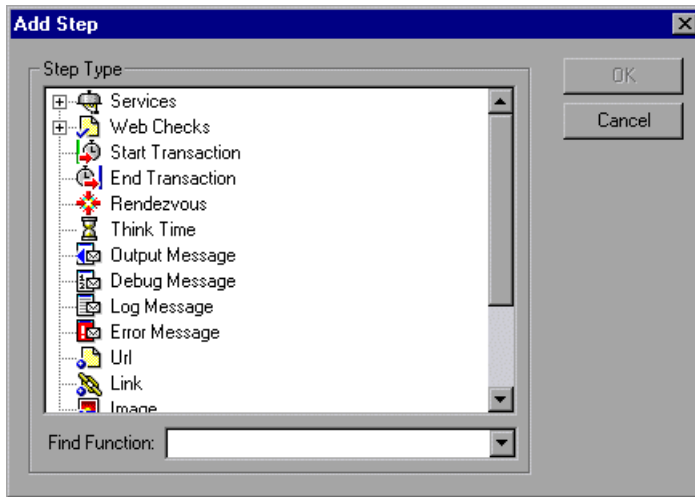 Add Step
Step Type
OK
Cancel
Services
Web Checks
Start Transaction
End Transaction
Rendezvous
Think Time
Output Message
Debug Message
Log Message
Error Message
Url
Link
Image
Find Function: